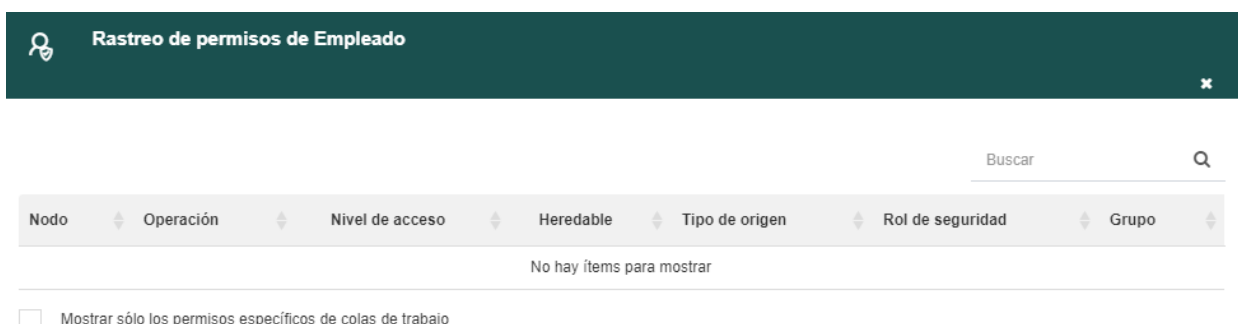 Rastreo de permisos de Empleado
Buscar
Nodo Operación Nivel de acceso Heredable Tipo de origen Rol de seguridad Grupo
No hay ítems para mostrar
Mostrar sólo los permisos específicos de colas de trabajo